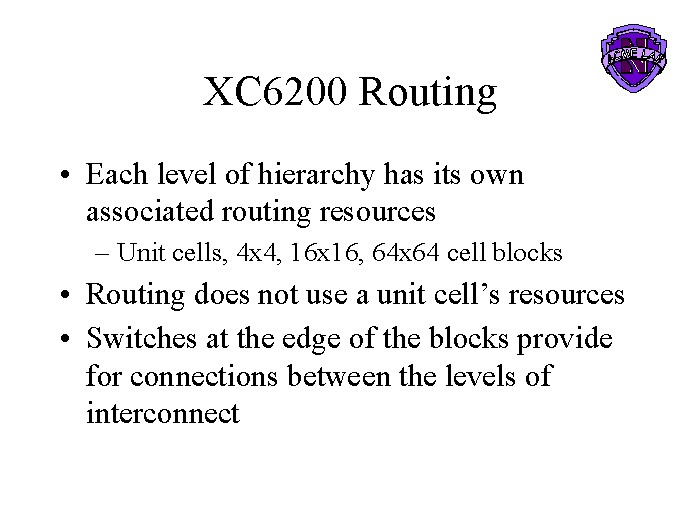 ACME LAB
XC6200 Routing
• Each level of hierarchy has its own
associated routing resources
– Unit cells, 4x4, 16x16, 64x64 cell blocks
• Routing does not use a unit cell’s resources
• Switches at the edge of the blocks provide
for connections between the levels of
interconnect